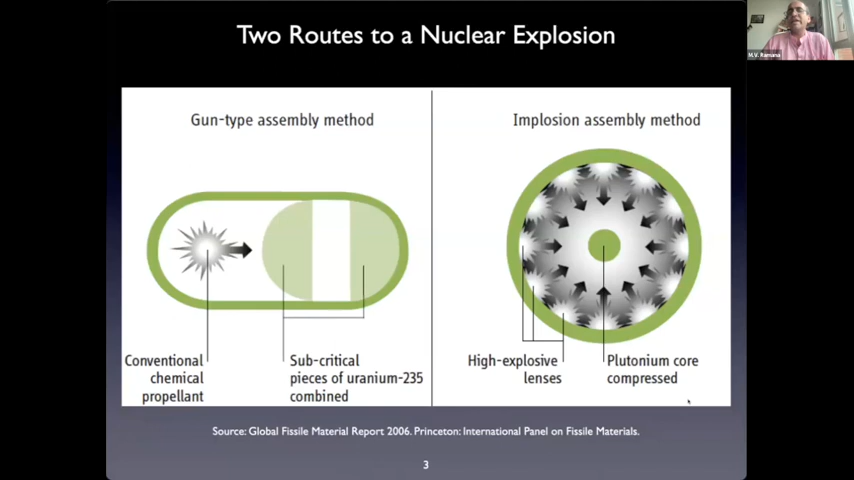 Two Routes to a Nuclear Explosion
M.V. Ramana
Gun-type assembly method
Implosion assembly method
Conventional
chemical
propellant
Sub-critical
pieces of uranium-235
combined
High-explosive
lenses
Plutonium core
compressed
Source: Global Fissile Material Report 2006. Princeton: International Panel on Fissile Materials.
3